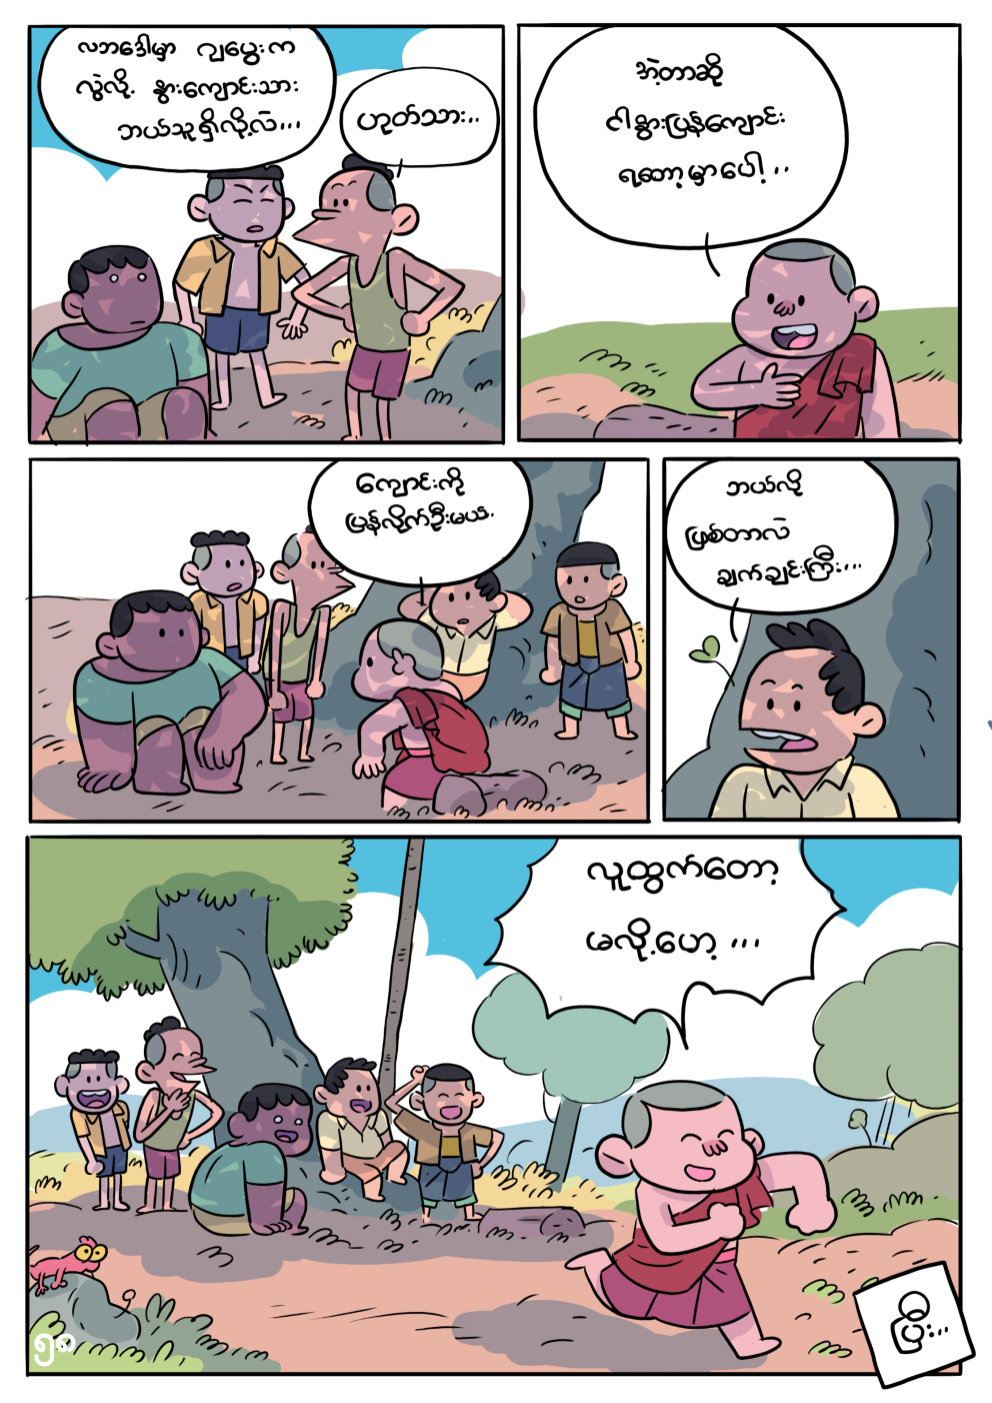 လဘဒေါမှာ ဂျပွေးက
လွဲလို့ နွားကျောင်းသား
ဘယ်သူရှိလို့လဲ...
ဟုတ်သား..
အဲ့တာဆို
ငါနွားပြန်ကျောင်း
ရတော့မှာပေါ့...
ကျောင်းကို
ပြန်လိုက်ဦးမယ်.
ဘယ်လို
ဖြစ်တာလဲ
ချက်ချင်းကြီး...
လူထွက်တော့
မလို့ဟေ့ ...
ပြီး...
၅၈